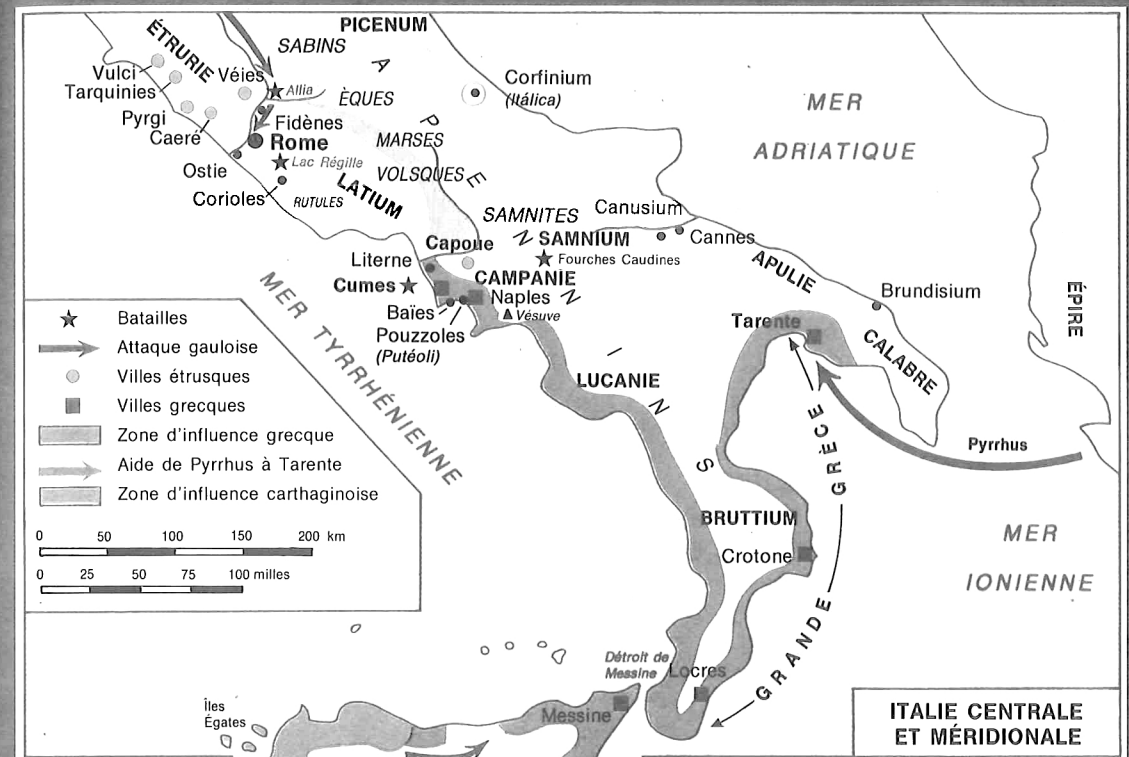 PICENUM
ÉTRURIE
SABINS
APENNINS
Vulci
Véies
Tarquinies
Allia
Corfinium
(Itálica)
ÈQUES
MER
ADRIATIQUE
Pyrgi
Caeré
Fidènes
Rome
MARSES
Ostie
Lac Régille
VOLSQUES
Corioles
LATIUM
RUTULES
SAMNITES
Canusium
Capoue
SAMNIUM
Cannes
Literne
Fourches Caudines
APULIE
Cumes
CAMPANIE
Naples
Brundisium
ÉPIRE
Baïes
Vésuve
Pouzzoles
(Putéoli)
Tarente
CALABRE
MER TYRRHÉNIENNE
LUCANIE
Pyrrhus
GRANDE GRÈCE
BRUTTIUM
Crotone
MER
IONIENNE
Détroit de
Messine
Locres
Messine
Îles
Égates
Batailles
Attaque gauloise
Villes étrusques
Villes grecques
Zone d'influence grecque
Aide de Pyrrhus à Tarente
Zone d'influence carthaginoise
0 50 100 150 200 km
0 25 50 75 100 milles
ITALIE CENTRALE
ET MÉRIDIONALE